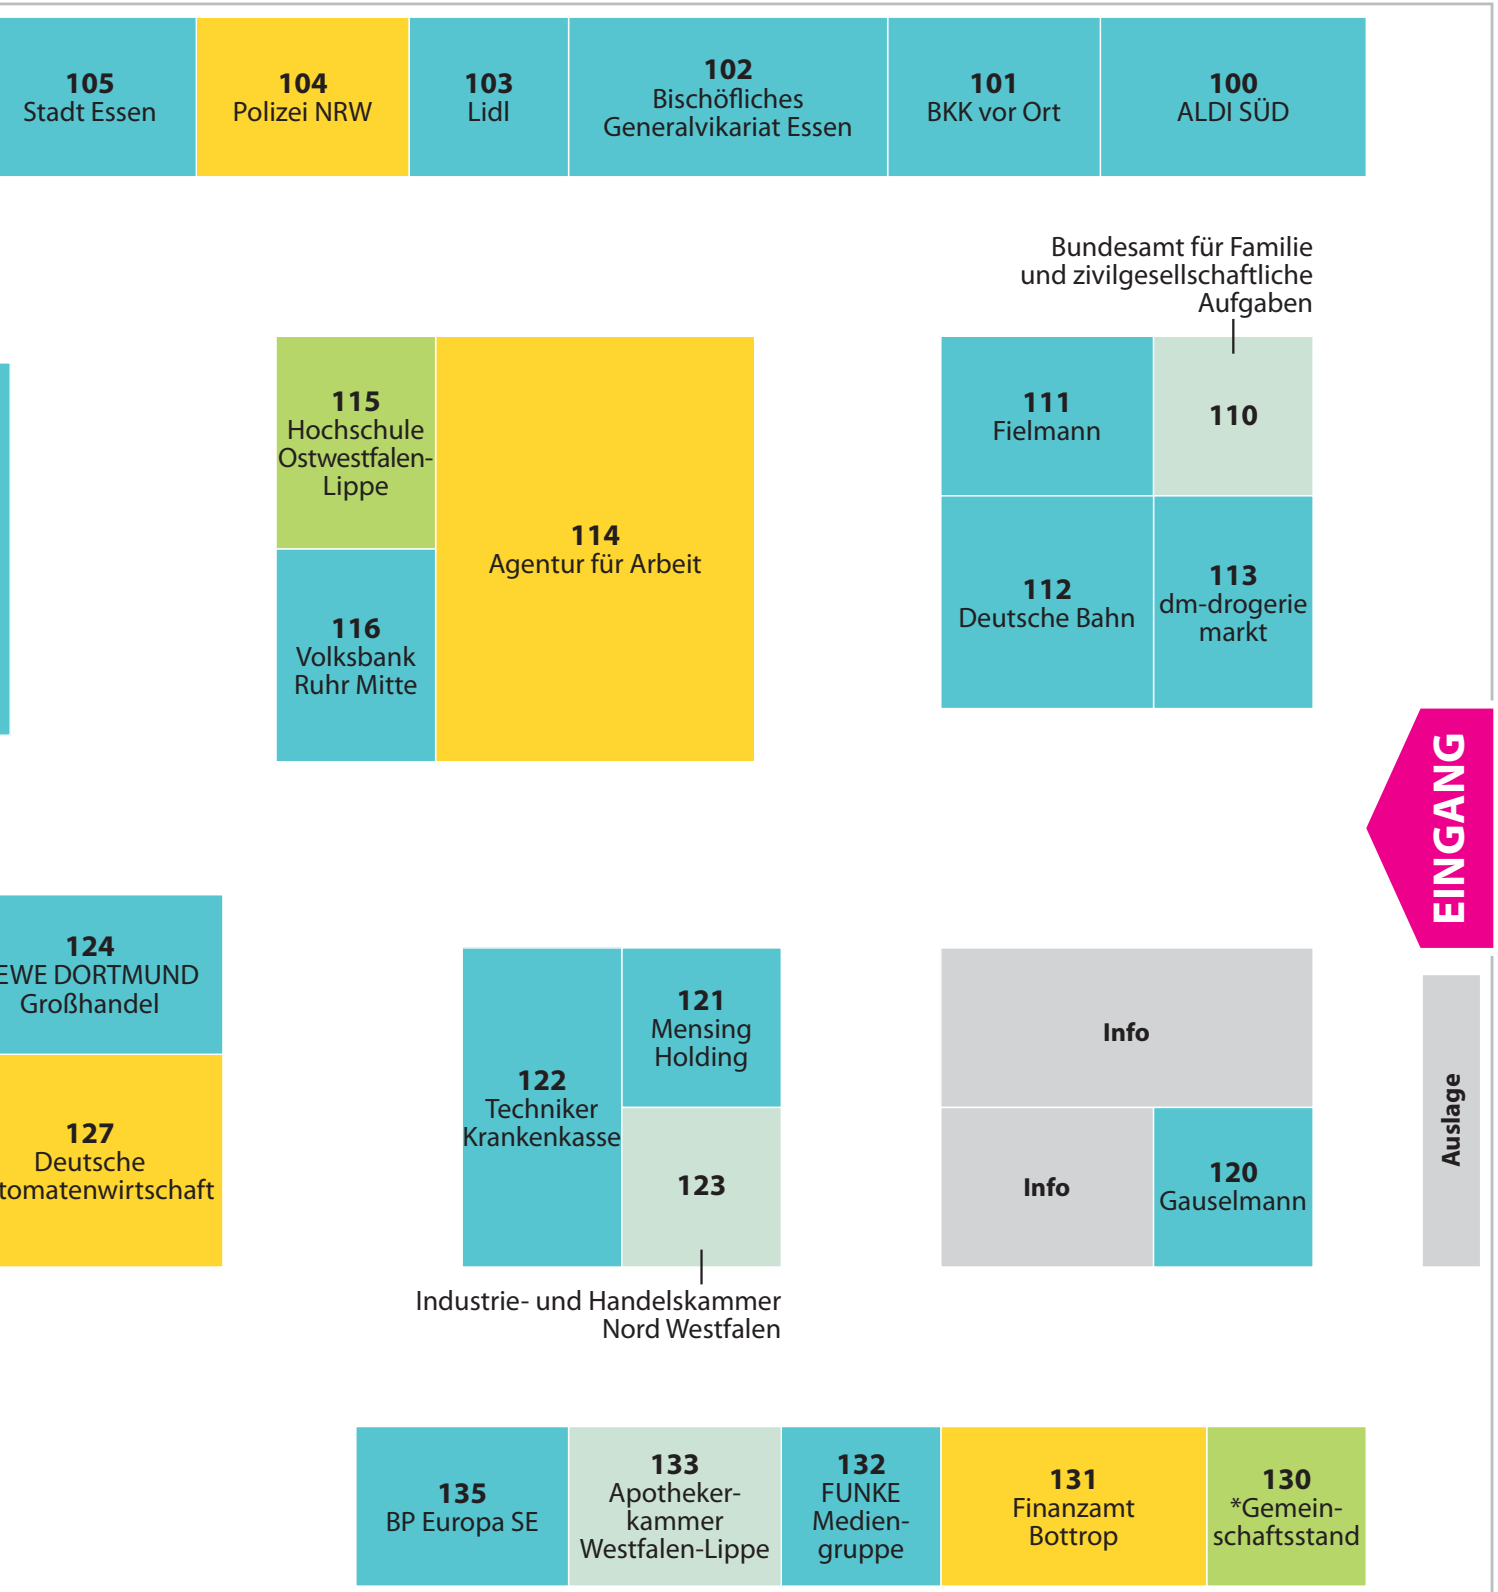 105
Stadt Essen
104
Polizei NRW
103
Lidl
102
Bischöfliches
Generalvikariat Essen
101
BKK vor Ort
100
ALDI SÜD
Bundesamt für Familie
und zivilgesellschaftliche
Aufgaben
115
Hochschule
Ostwestfalen-
Lippe
114
Agentur für Arbeit
116
Volksbank
Ruhr Mitte
111
Fielmann
110
112
Deutsche Bahn
113
dm-drogerie
markt
EINGANG
124
EWE DORTMUND
Großhandel
127
Deutsche
tomatenwirtschaft
122
Techniker
Krankenkasse
121
Mensing
Holding
123
Industrie- und Handelskammer
Nord Westfalen
Info
Info
120
Gauselmann
Auslage
135
BP Europa SE
133
Apotheker-
kammer
Westfalen-Lippe
132
FUNKE
Medien-
gruppe
131
Finanzamt
Bottrop
130
*Gemein-
schaftsstand